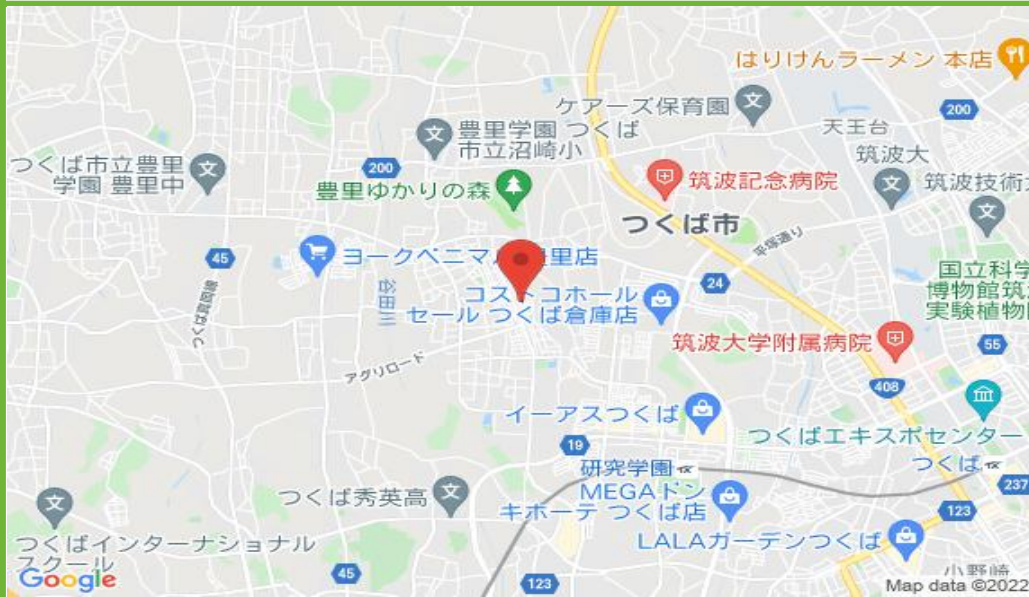 はりけんラーメン 本店
ケアーズ保育園
200
天王台
豊里学園 つくば
市立沼崎小
つくば市立豊里
学園 豊里中
200
筑波大
筑波記念病院
筑波技術
豊里ゆかりの森
つくば市
平塚通り
45
ヨークベニマル
里店
谷田川
24
国立科学
博物館筑
実験植物
コストコホール
セール つくば倉庫店
筑波大学附属病院
55
アグリロード
408
イーアスつくば
つくばエキスポセンター
19
つくば
研究学園
237
MEGAドン
キホーテ つくば店
つくば秀英高
123
LALAガーデンつくば
つくばインターナショナル
スクール
小野崎
Google
45
123
Map data ©2022